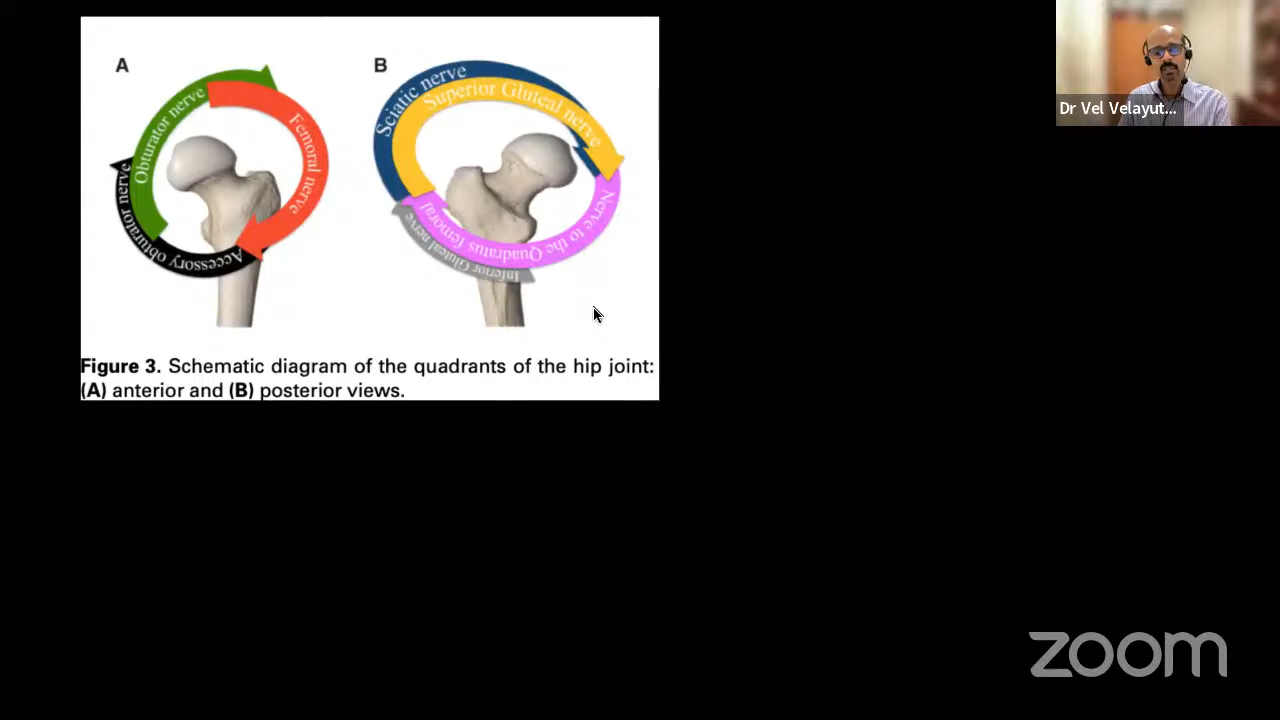 A
Obturator nerve
Femoral nerve
Accessory obturator nerve
B
Sciatic nerve
Superior Gluteal nerve
Nerve to the Quadratus femoral
Inferior Gluteal nerve
Figure 3. Schematic diagram of the quadrants of the hip joint:
(A) anterior and (B) posterior views.
Dr Vel Velayut...
zoom